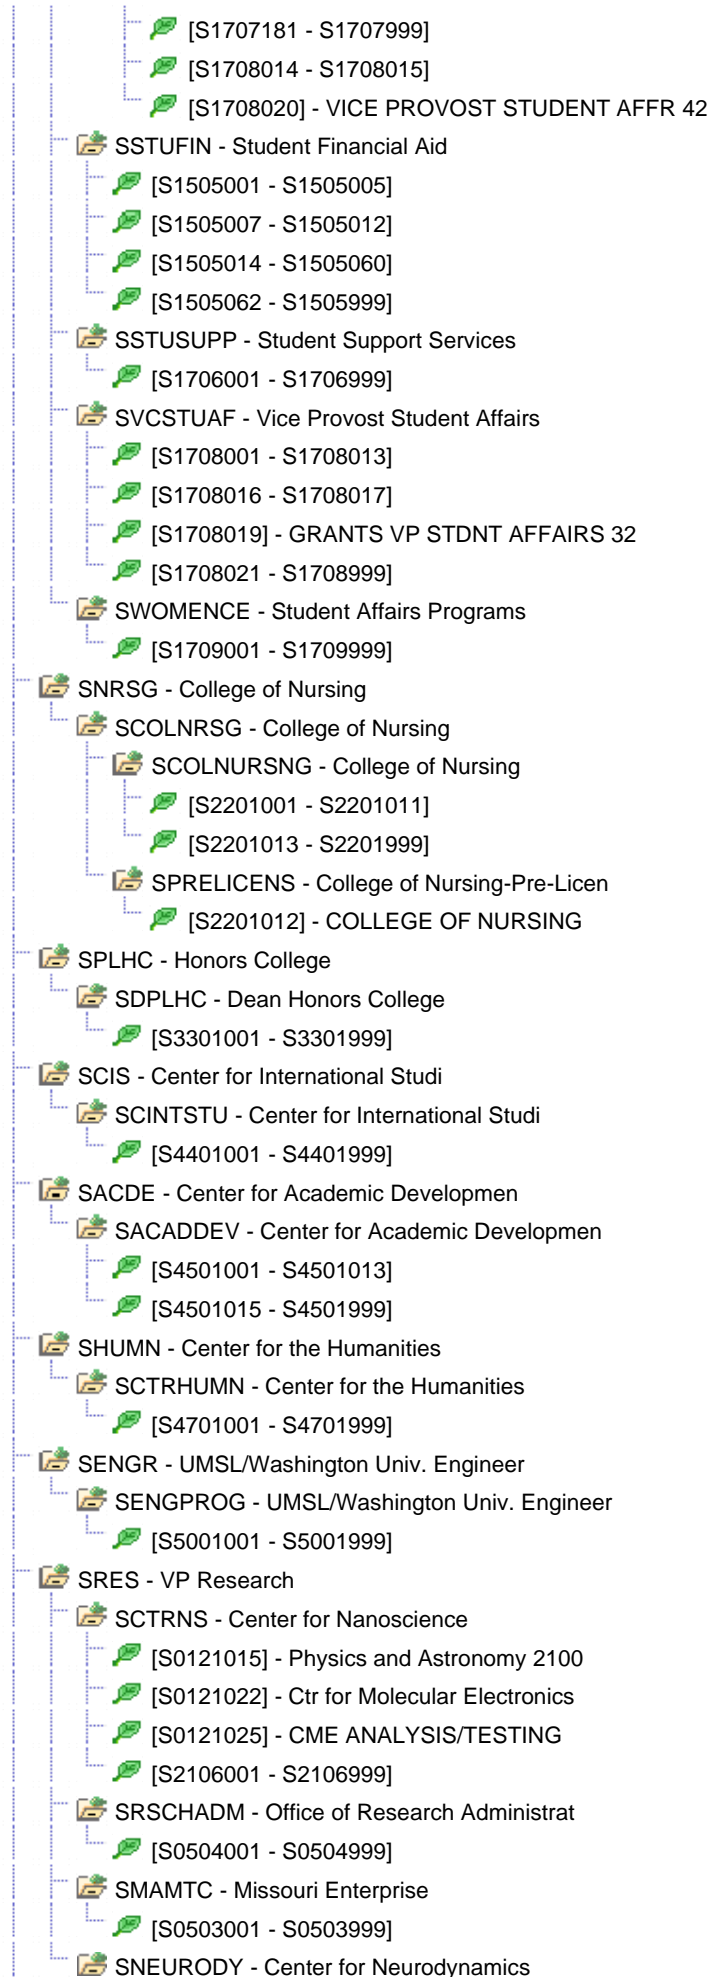 [S1707181 - S1707999]
[S1708014 - S1708015]
[S1708020] - VICE PROVOST STUDENT AFFR 42
SSTUFIN - Student Financial Aid
[S1505001 - S1505005]
[S1505007 - S1505012]
[S1505014 - S1505060]
[S1505062 - S1505999]
SSTUSUPP - Student Support Services
[S1706001 - S1706999]
SVCSTUAF - Vice Provost Student Affairs
[S1708001 - S1708013]
[S1708016 - S1708017]
[S1708019] - GRANTS VP STDNT AFFAIRS 32
[S1708021 - S1708999]
SWOMENCE - Student Affairs Programs
[S1709001 - S1709999]
SNRSG - College of Nursing
SCOLNRSG - College of Nursing
SCOLNURSNG - College of Nursing
[S2201001 - S2201011]
[S2201013 - S2201999]
SPRELICENS - College of Nursing-Pre-Licen
[S2201012] - COLLEGE OF NURSING
SPLHC - Honors College
SDPLHC - Dean Honors College
[S3301001 - S3301999]
SCIS - Center for International Studi
SCINTSTU - Center for International Studi
[S4401001 - S4401999]
SACDE - Center for Academic Developmen
SACADDEV - Center for Academic Developmen
[S4501001 - S4501013]
[S4501015 - S4501999]
SHUMN - Center for the Humanities
SCTRHUMN - Center for the Humanities
[S4701001 - S4701999]
SENGR - UMSL/Washington Univ. Engineer
SENGPROG - UMSL/Washington Univ. Engineer
[S5001001 - S5001999]
SRES - VP Research
SCTRNS - Center for Nanoscience
[S0121015] - Physics and Astronomy 2100
[S0121022] - Ctr for Molecular Electronics
[S0121025] - CME ANALYSIS/TESTING
[S2106001 - S2106999]
SRSCHADM - Office of Research Administrat
[S0504001 - S0504999]
SMAMTC - Missouri Enterprise
[S0503001 - S0503999]
SNEURODY - Center for Neurodynamics